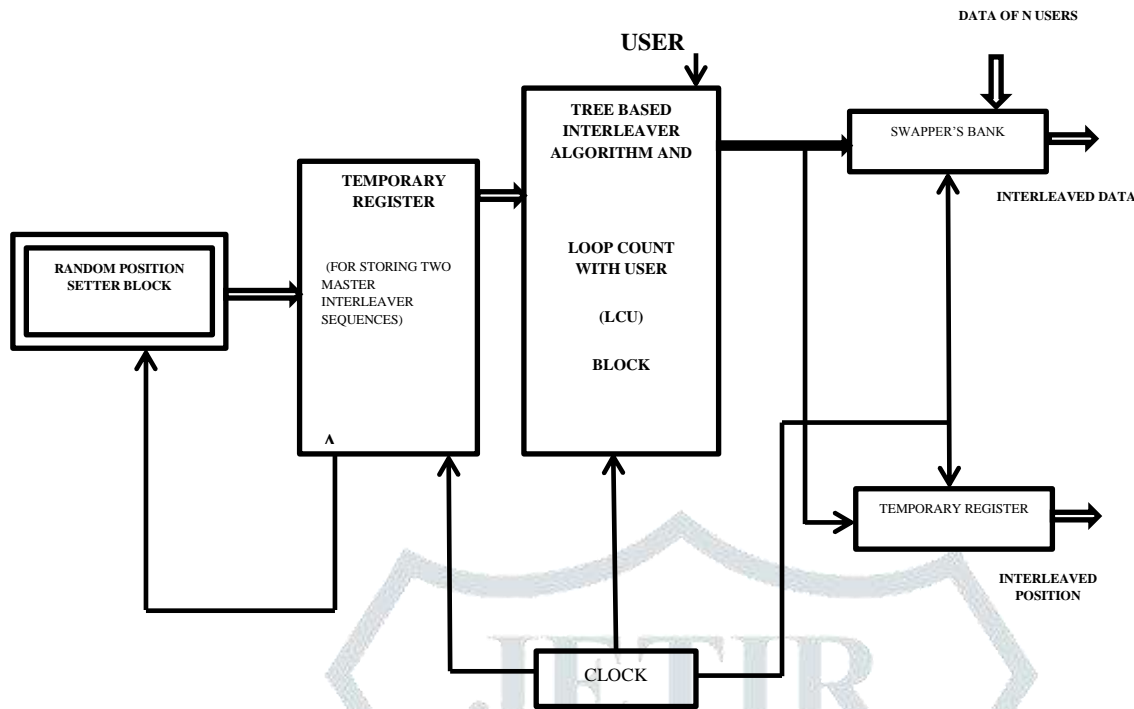 DATA OF N USERS
USER
TREE BASED
INTERLEAVER
ALGORITHM AND
LOOP COUNT
WITH USER
(LCU)
BLOCK
SWAPPER'S BANK
INTERLEAVED DATA
TEMPORARY
REGISTER
(FOR STORING TWO
MASTER
INTERLEAVER
SEQUENCES)
RANDOM POSITION
SETTER BLOCK
TEMPORARY REGISTER
INTERLEAVED
POSITION
CLOCK
JETIR